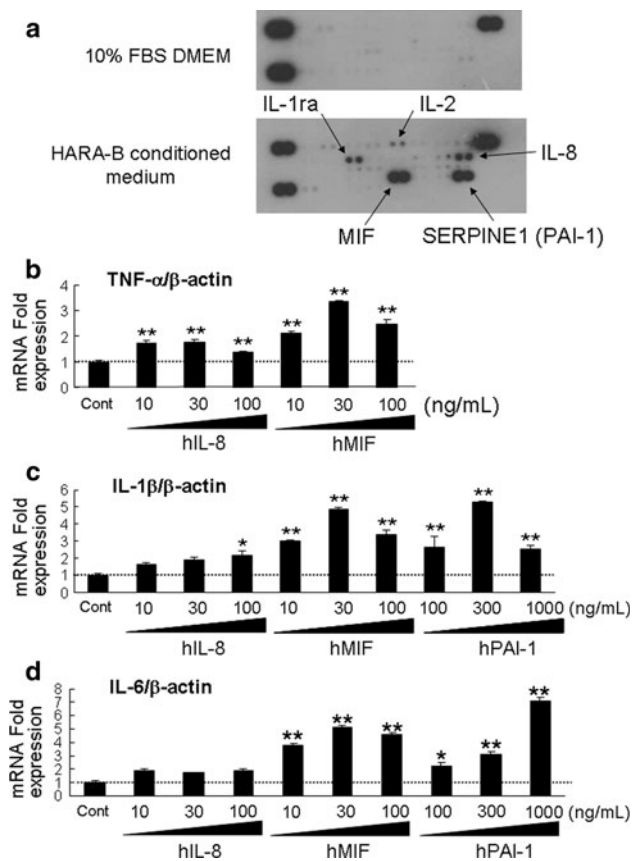 a
10% FBS DMEM
IL-1ra
IL-2
HARA-B conditioned
medium
IL-8
MIF
SERPINE1 (PAI-1)
b
TNF-α/β-actin
mRNA Fold
expression
4
3
2
1
0
** ** ** ** ** **
Cont 10 30 100 10 30 100 (ng/mL)
hIL-8 hMIF
c
IL-1β/β-actin
mRNA Fold
expression
6
5
4
3
2
1
0
* ** ** ** ** ** **
Cont 10 30 100 10 30 100 100 300 1000 (ng/mL)
hIL-8 hMIF hPAI-1
d
IL-6/β-actin
mRNA Fold
expression
8
7
6
5
4
3
2
1
0
** ** ** * ** **
Cont 10 30 100 10 30 100 100 300 1000 (ng/mL)
hIL-8 hMIF hPAI-1